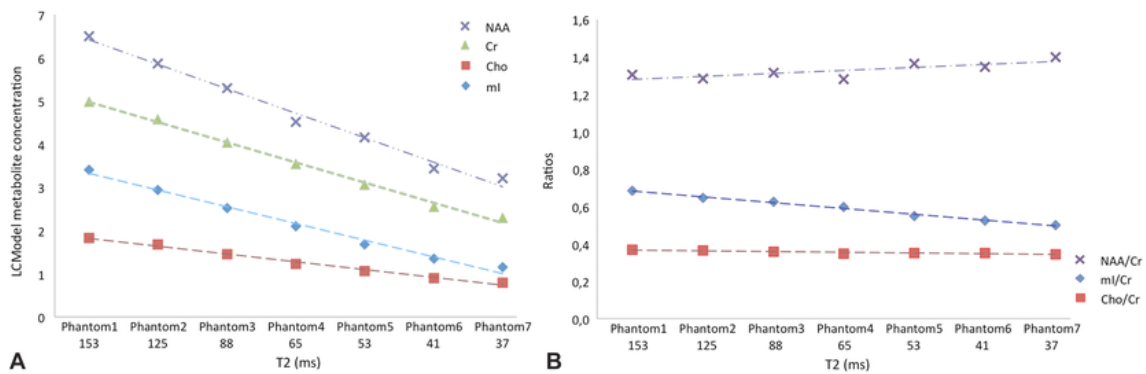 7
6
5
4
3
2
1
0
LCModel metabolite concentration
NAA
Cr
Cho
mI
Phantom1 Phantom2 Phantom3 Phantom4 Phantom5 Phantom6 Phantom7
153 125 88 65 53 41 37
T2 (ms)
A
1,6
1,4
1,2
1,0
0,8
0,6
0,4
0,2
0,0
Ratios
NAA/Cr
mI/Cr
Cho/Cr
Phantom1 Phantom2 Phantom3 Phantom4 Phantom5 Phantom6 Phantom7
153 125 88 65 53 41 37
T2 (ms)
B